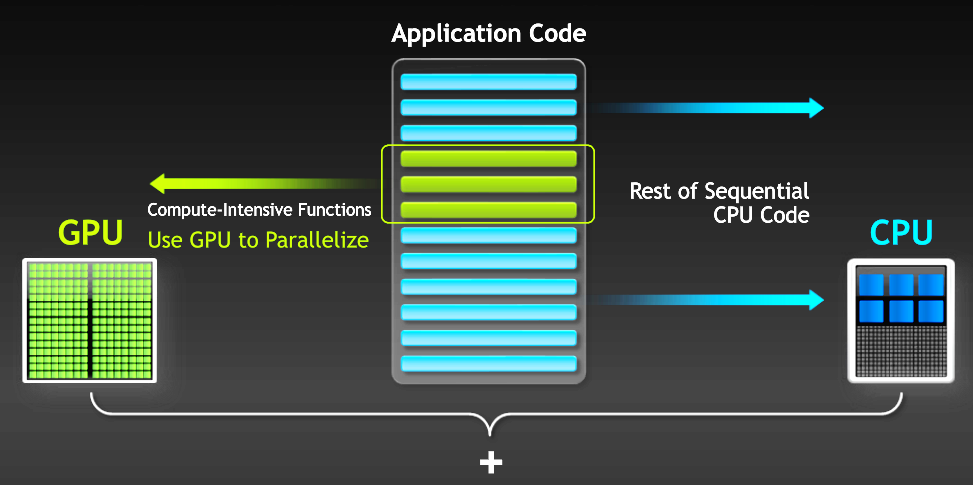 Application Code
Compute-Intensive Functions
Use GPU to Parallelize
GPU
Rest of Sequential
CPU Code
CPU
+